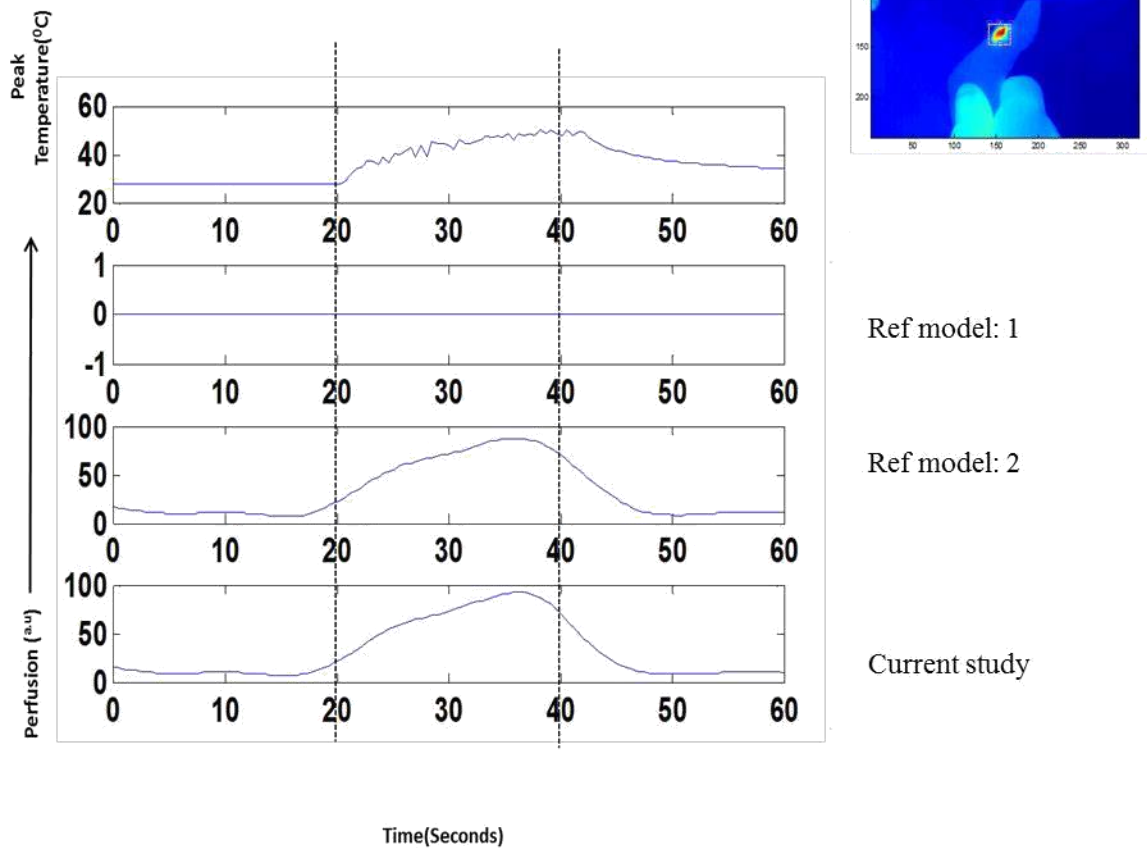 Peak
Temperature(⁰C)
60
40
20
0 10 20 30 40 50 60
1
0
-1
0 10 20 30 40 50 60
Ref model: 1
100
50
0
0 10 20 30 40 50 60
Ref model: 2
100
50
0
0 10 20 30 40 50 60
Current study
Perfusion (a.u)
Time(Seconds)
150
200
50 100 150 200 250 300